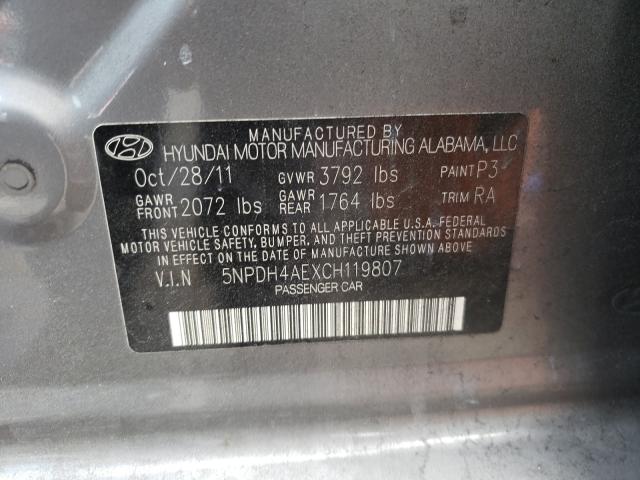 MANUFACTURED BY
HYUNDAI MOTOR MANUFACTURING ALABAMA, LLC
Oct/28/11 GVWR 3792 lbs PAINT P3
GAWR FRONT 2072 lbs GAWR REAR 1764 lbs TRIM RA
THIS VEHICLE CONFORMS TO ALL APPLICABLE U.S.A. FEDERAL
MOTOR VEHICLE SAFETY, BUMPER, AND THEFT PREVENTION STANDARDS
IN EFFECT ON THE DATE OF MANUFACTURE SHOWN ABOVE.
V.I.N 5NPDH4AEXCH119807
PASSENGER CAR